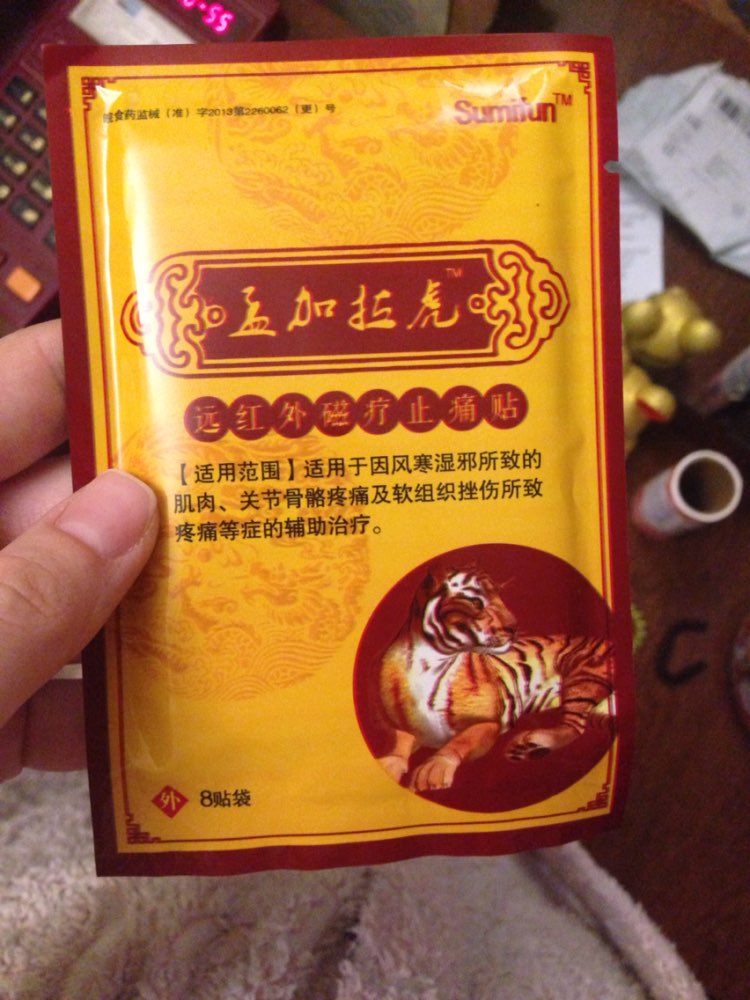 食药监械（准）字2013第2260062（更）号
Sumifun™
孟加拉虎™
远红外磁疗止痛贴
【适用范围】适用于因风寒湿邪所致的
肌肉、关节骨骼疼痛及软组织挫伤所致
疼痛等症的辅助治疗。
外 8贴袋
C